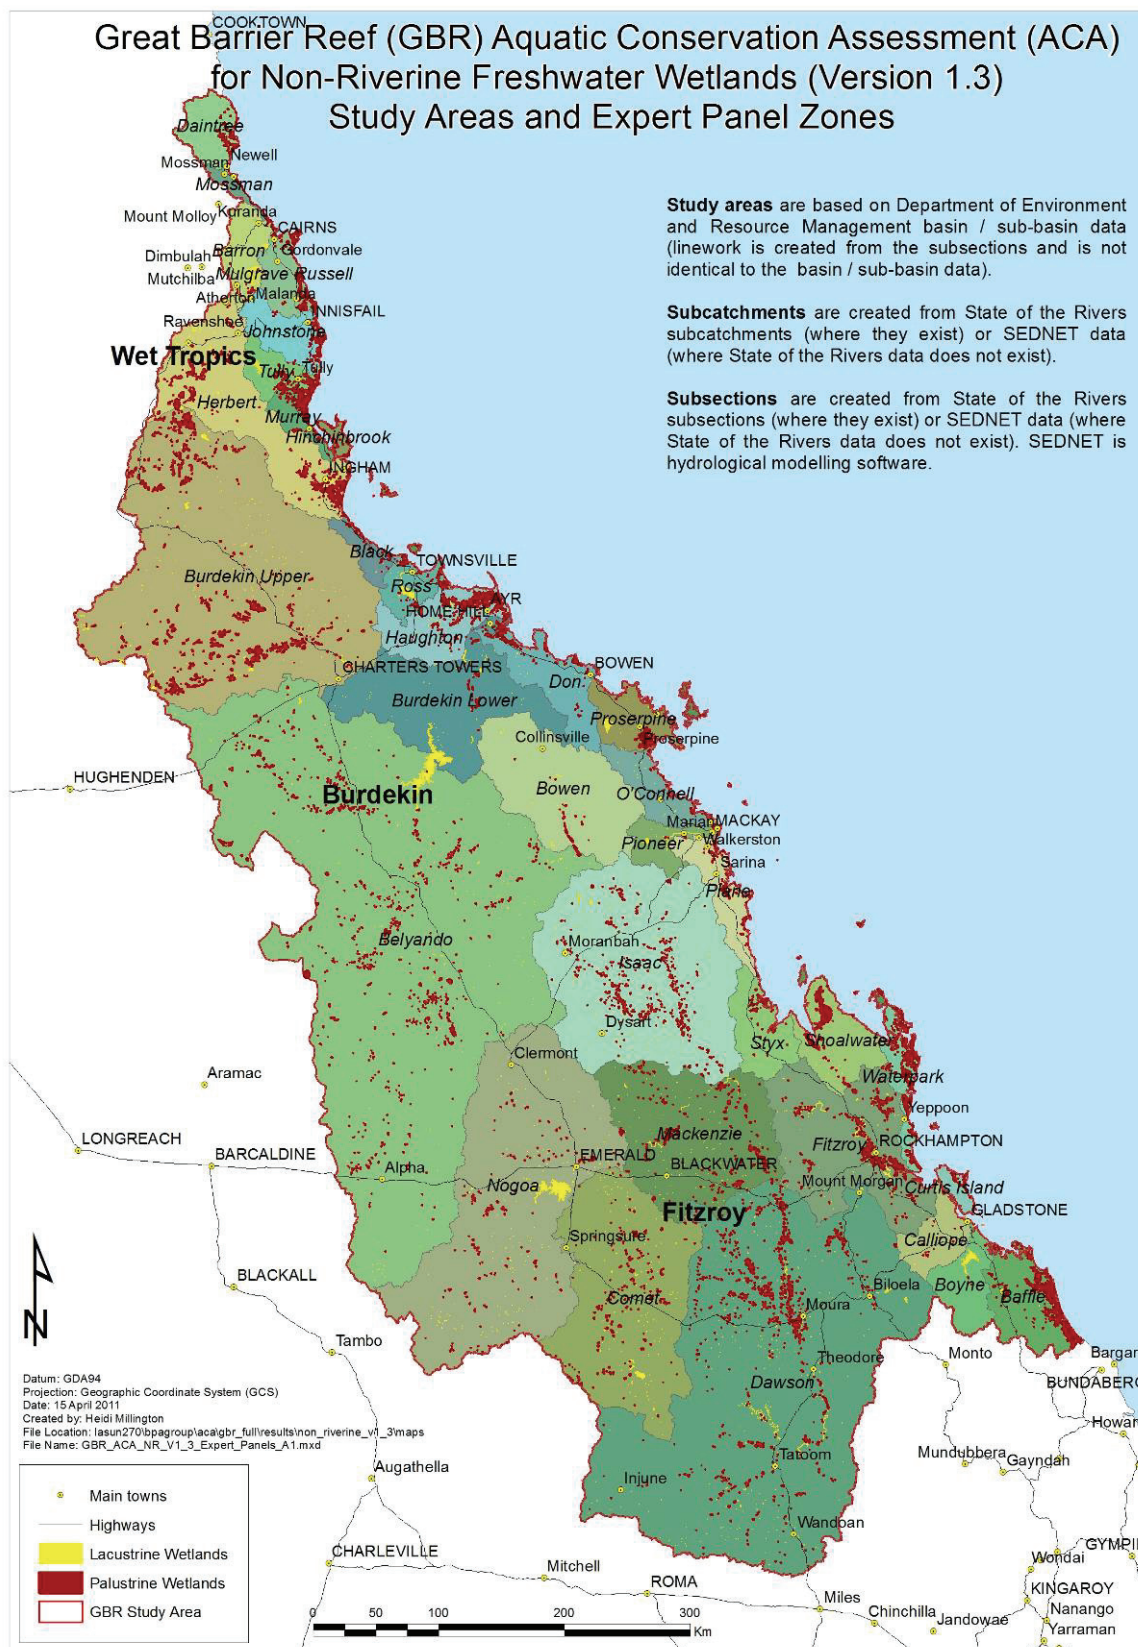 COOKTOWN
Great Barrier Reef (GBR) Aquatic Conservation Assessment (ACA)
for Non-Riverine Freshwater Wetlands (Version 1.3)
Study Areas and Expert Panel Zones
Daintree
Newell
Mossman
Mossman
Study areas are based on Department of Environment
and Resource Management basin / sub-basin data
(linework is created from the subsections and is not
identical to the basin / sub-basin data).
Subcatchments are created from State of the Rivers
subcatchments (where they exist) or SEDNET data
(where State of the Rivers data does not exist).
Subsections are created from State of the Rivers
subsections (where they exist) or SEDNET data (where
State of the Rivers data does not exist). SEDNET is
hydrological modelling software.
Mount Molloy
Kuranda
CAIRNS
Barron
Gordonvale
Dimbulah
Mutchilba
Mulgrave Russell
Atherton
Malanda
INNISFAIL
Ravenshoe
Johnstone
Wet Tropics
Tully
Tully
Herbert
Murray
Hinchinbrook
INGHAM
Black
TOWNSVILLE
Burdekin Upper
Ross
AYR
HOME HILL
Haughton
CHARTERS TOWERS
BOWEN
Don
Burdekin Lower
Proserpine
Proserpine
Collinsville
HUGHENDEN
Burdekin
Bowen
O'Connell
Marian
MACKAY
Walkerston
Pioneer
Sarina
Plane
Belyando
Moranbah
Isaac
Dysart
Styx
Shoalwater
Clermont
Waterpark
Aramac
Yeppoon
Mackenzie
Fitzroy
ROCKHAMPTON
LONGREACH
BARCALDINE
EMERALD
BLACKWATER
Alpha
Nogoa
Mount Morgan
Curtis Island
Fitzroy
GLADSTONE
Calliope
Springsure
BLACKALL
Biloela
Boyne
Baffle
Comet
Moura
Tambo
Theodore
Monto
Bargar
BUNDABERG
Dawson
Howar
Datum: GDA94
Projection: Geographic Coordinate System (GCS)
Date: 15 April 2011
Created by: Heidi Millington
File Location: lasun270\bpagroup\aca\gbr_full\results\non_riverine_v1_3\maps
File Name: GBR_ACA_NR_V1_3_Expert_Panels_A1.mxd
Mundubbera
Gayndah
Augathella
Taroom
Injune
Wandoan
Main towns
Highways
Lacustrine Wetlands
Palustrine Wetlands
GBR Study Area
CHARLEVILLE
Mitchell
ROMA
Miles
Chinchilla
Jandowae
GYMPIE
Wondai
KINGAROY
Nanango
Yarraman
0 50 100 200 300
Km
N